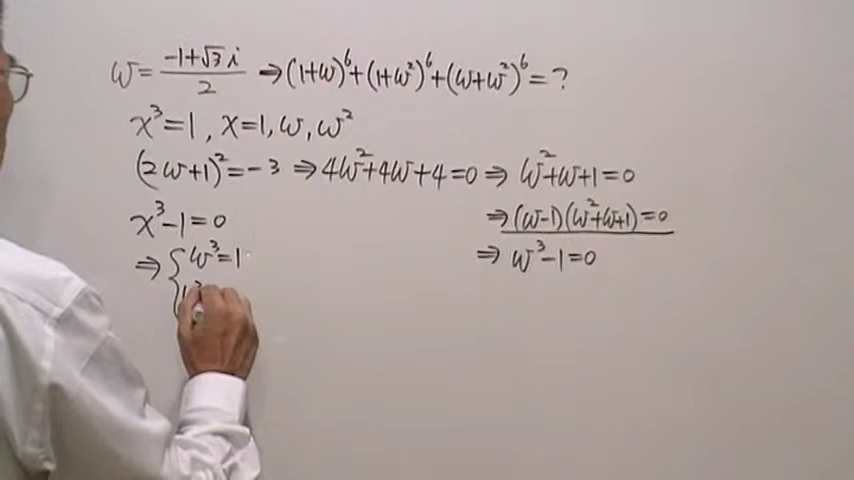 ω = (-1+√3 i)/2 → (1+ω)⁶+(1+ω²)⁶+(ω+ω²)⁶ = ?
x³=1, x=1, ω, ω²
(2ω+1)²=-3 ⇒ 4ω²+4ω+4=0 ⇒ ω²+ω+1=0
x³-1=0 ⇒ (ω-1)(ω²+ω+1)=0
⇒ { ω³=1 ⇒ ω³-1=0